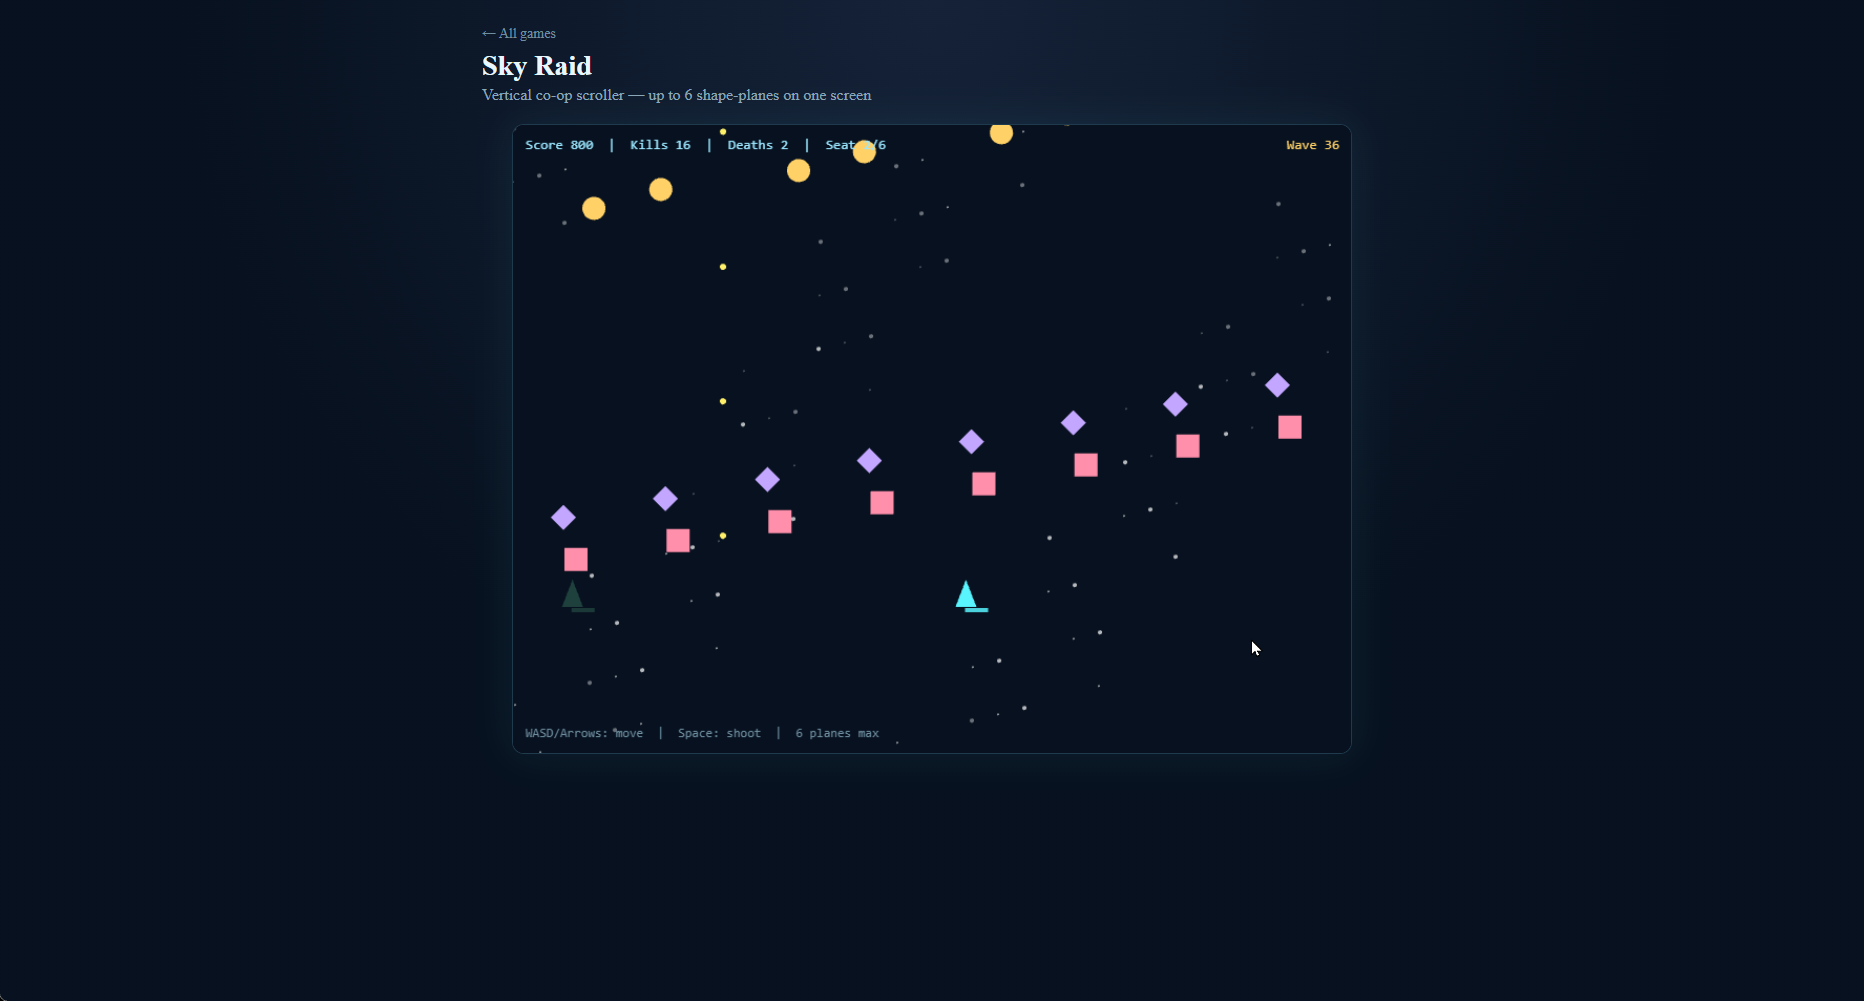 ← All games
Sky Raid
Vertical co-op scroller — up to 6 shape-planes on one screen
Score 800 | Kills 16 | Deaths 2 | Seat /6
Wave 36
WASD/Arrows: move | Space: shoot | 6 planes max